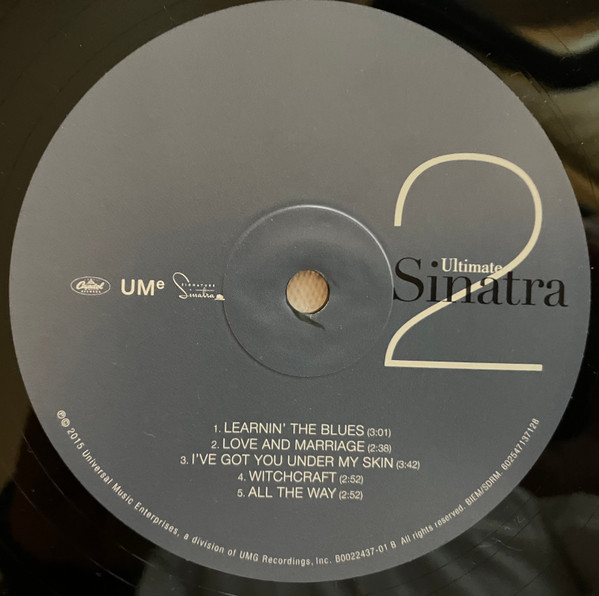 2
Ultimate
Sinatra
Capitol
RECORDS
UMe
SIGNATURE
Sinatra
1. LEARNIN' THE BLUES (3:01)
2. LOVE AND MARRIAGE (2:38)
3. I'VE GOT YOU UNDER MY SKIN (3:42)
4. WITCHCRAFT (2:52)
5. ALL THE WAY (2:52)
℗© 2015 Universal Music Enterprises, a division of UMG Recordings, Inc. B0022437-01 B All rights reserved. BIEM/SDRM. 602547137128